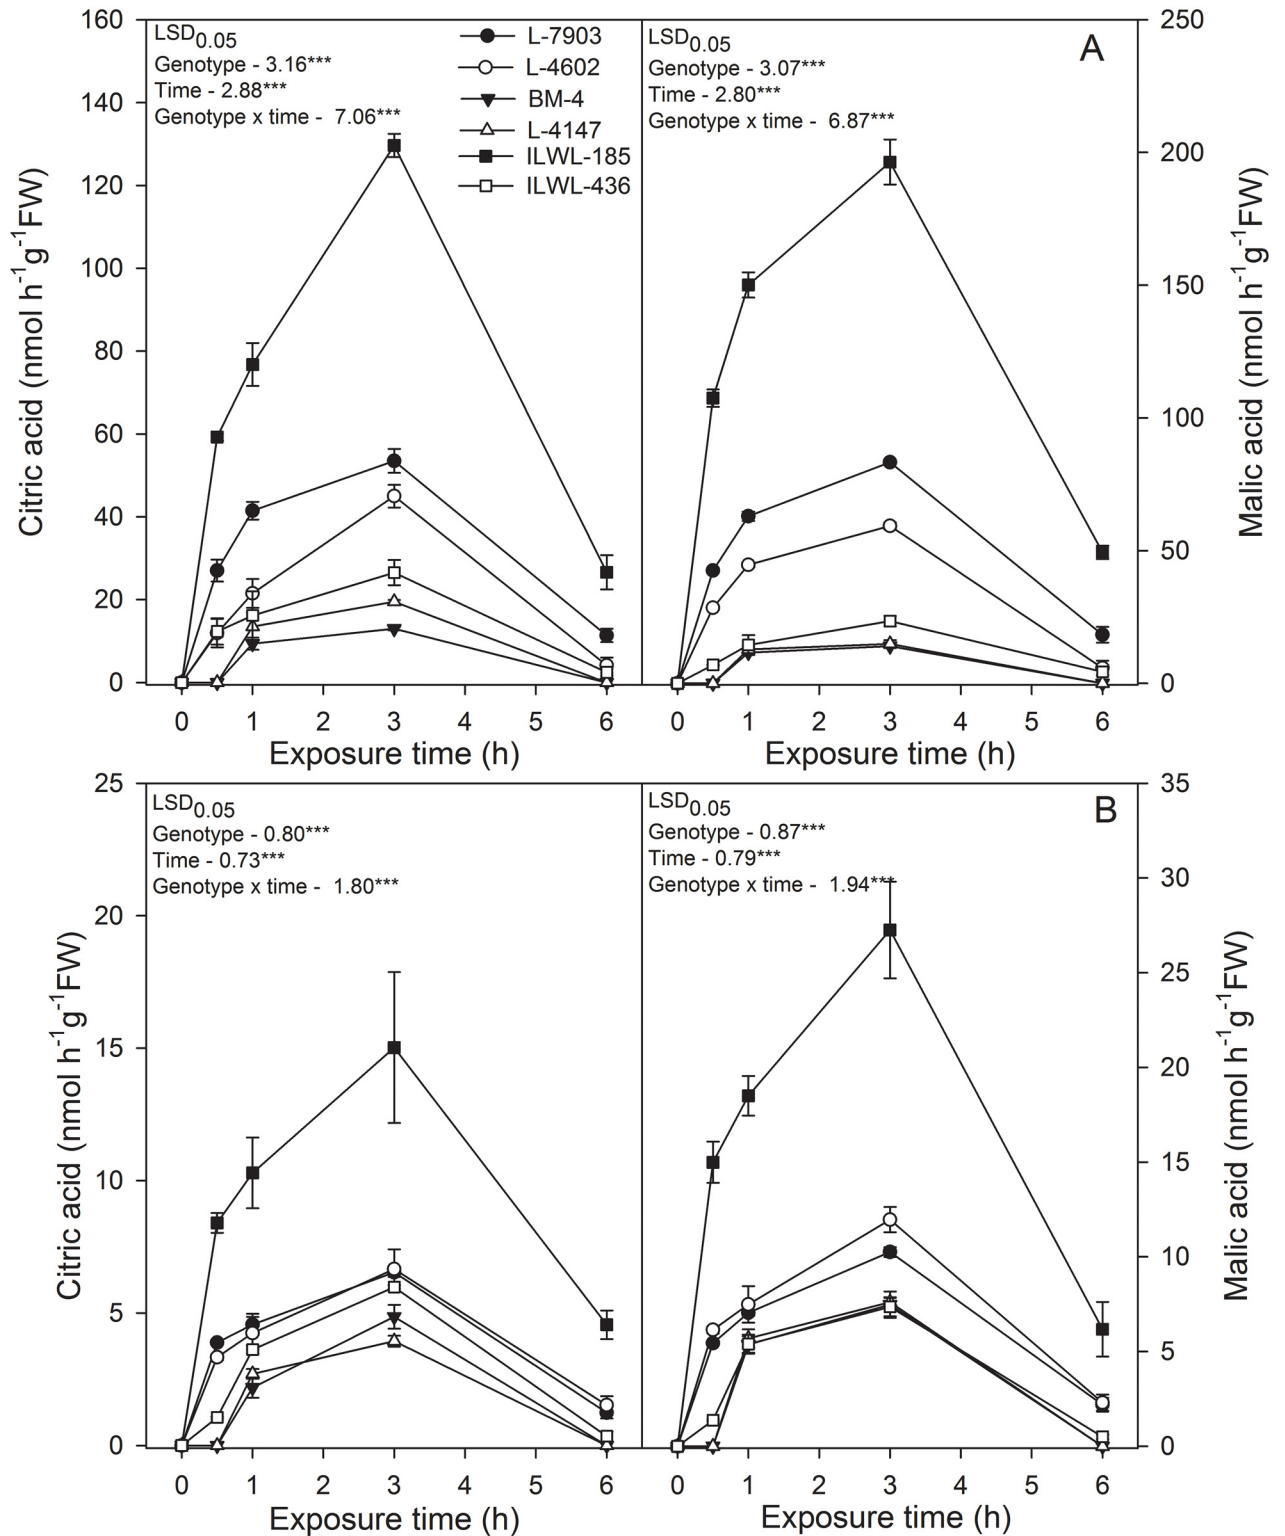 160
140
120
100
80
60
40
20
0
Citric acid (nmol h⁻¹g⁻¹FW)
LSD₀.₀₅
Genotype - 3.16***
Time - 2.88***
Genotype x time - 7.06***
L-7903
L-4602
BM-4
L-4147
ILWL-185
ILWL-436
0 1 2 3 4 5 6
Exposure time (h)
LSD₀.₀₅
Genotype - 3.07***
Time - 2.80***
Genotype x time - 6.87***
A
250
200
150
100
50
0
Malic acid (nmol h⁻¹g⁻¹FW)
0 1 2 3 4 5 6
Exposure time (h)
25
20
15
10
5
0
Citric acid (nmol h⁻¹g⁻¹FW)
LSD₀.₀₅
Genotype - 0.80***
Time - 0.73***
Genotype x time - 1.80***
0 1 2 3 4 5 6
Exposure time (h)
LSD₀.₀₅
Genotype - 0.87***
Time - 0.79***
Genotype x time - 1.94***
B
35
30
25
20
15
10
5
0
Malic acid (nmol h⁻¹g⁻¹FW)
0 1 2 3 4 5 6
Exposure time (h)